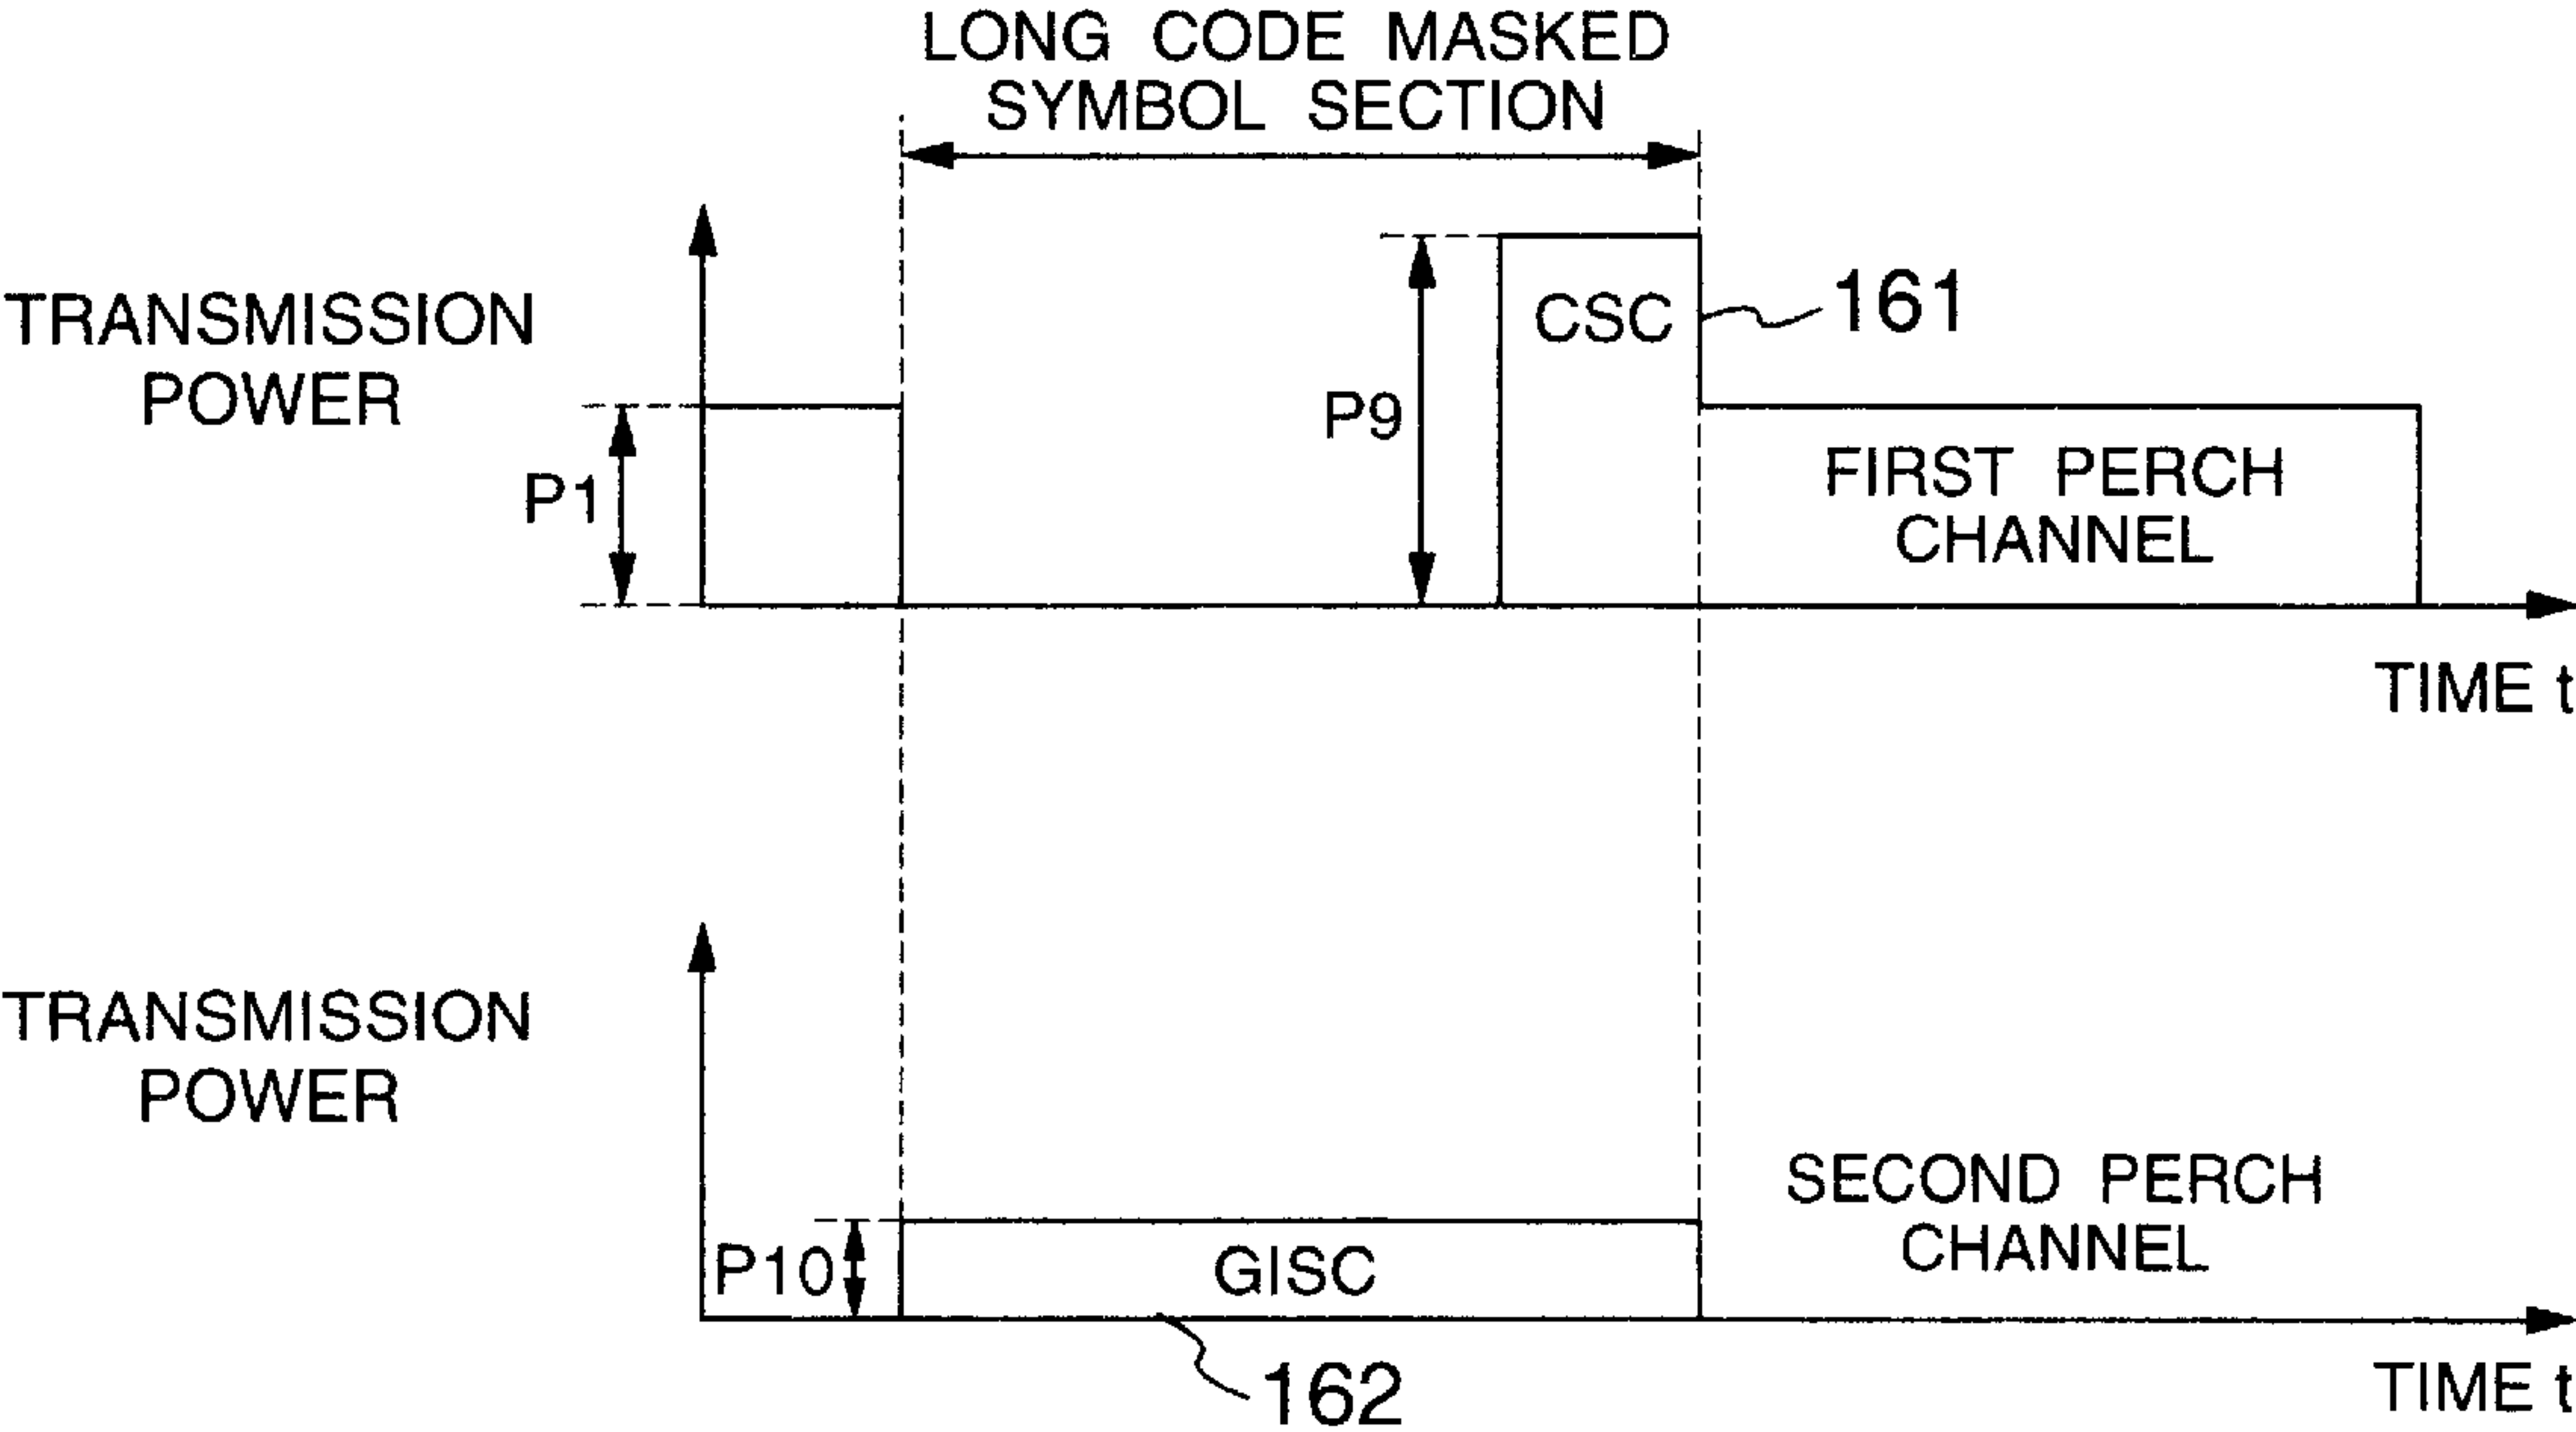 LONG CODE MASKED
SYMBOL SECTION
TRANSMISSION
POWER
P1
P9
CSC
161
FIRST PERCH
CHANNEL
TIME t
TRANSMISSION
POWER
P10
GISC
SECOND PERCH
CHANNEL
162
TIME t